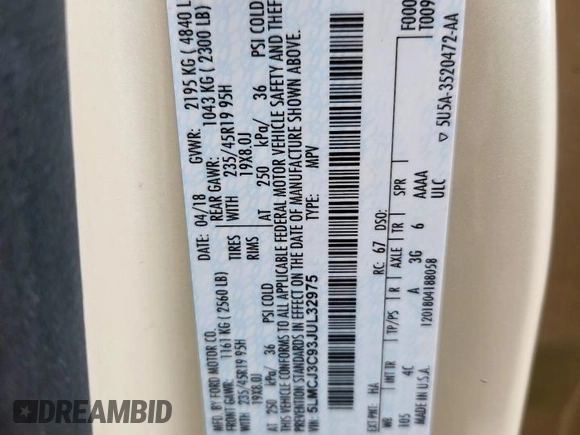 MFD. BY FORD MOTOR CO.
DATE: 04/18 GVWR: 2195 KG ( 4840 L
FRONT GAWR: 1161 KG ( 2560 LB) REAR GAWR: 1043 KG ( 2300 LB)
235/45R19 95H TIRES WITH 235/45R19 95H
19X8.0J RIMS 19X8.0J
AT 250 kPa/ 36 PSI COLD AT 250 kPa/ 36 PSI COLD
THIS VEHICLE CONFORMS TO ALL APPLICABLE FEDERAL MOTOR VEHICLE SAFETY AND THEFT
PREVENTION STANDARDS IN EFFECT ON THE DATE OF MANUFACTURE SHOWN ABOVE.
VIN: 5LMCJ3C93JUL32975 TYPE: MPV
F000
T009
EXT PNT: HA RC: 67 DSO:
WB INT TR TP/PS R AXLE TR SPR
105 4C A 3G 6 AAAA
ULC
MADE IN U.S.A. 1201804188058
▽ 5U5A-3520472-AA
DREAMBID